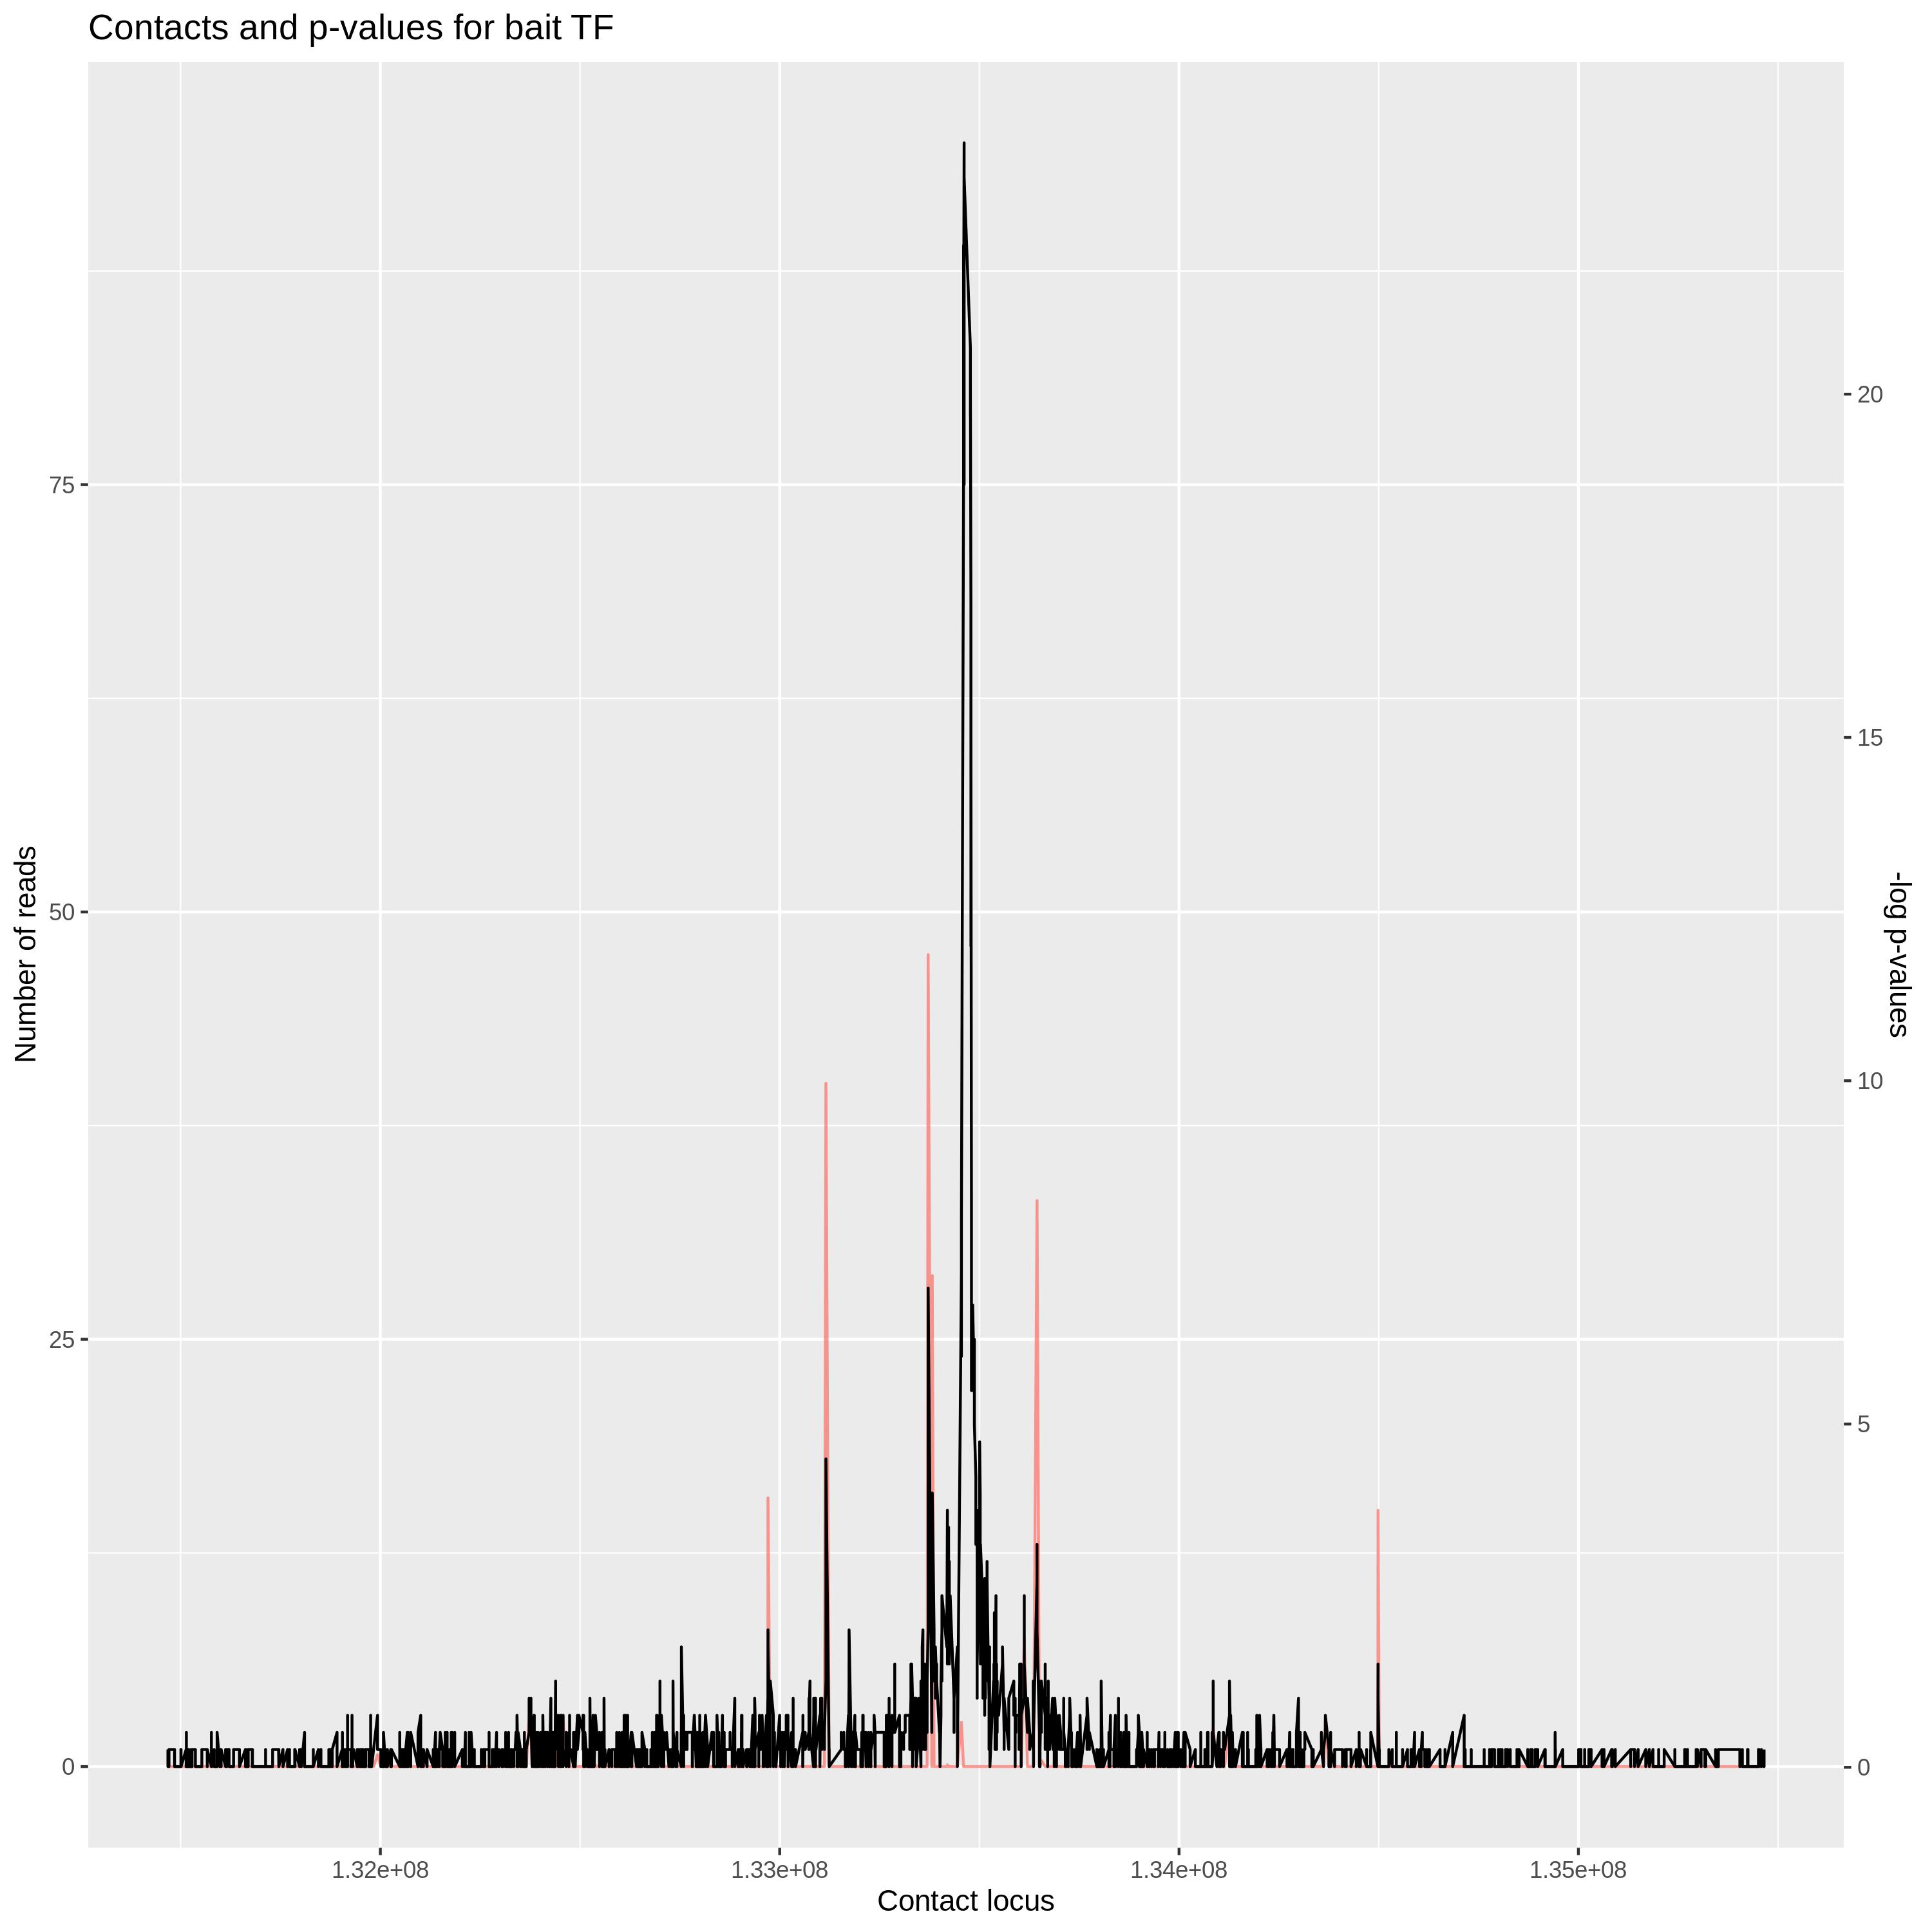 Contacts and p-values for bait TF
Number of reads
75
50
25
0
20
15
10
5
0
-log p-values
1.32e+08 1.33e+08 1.34e+08 1.35e+08
Contact locus